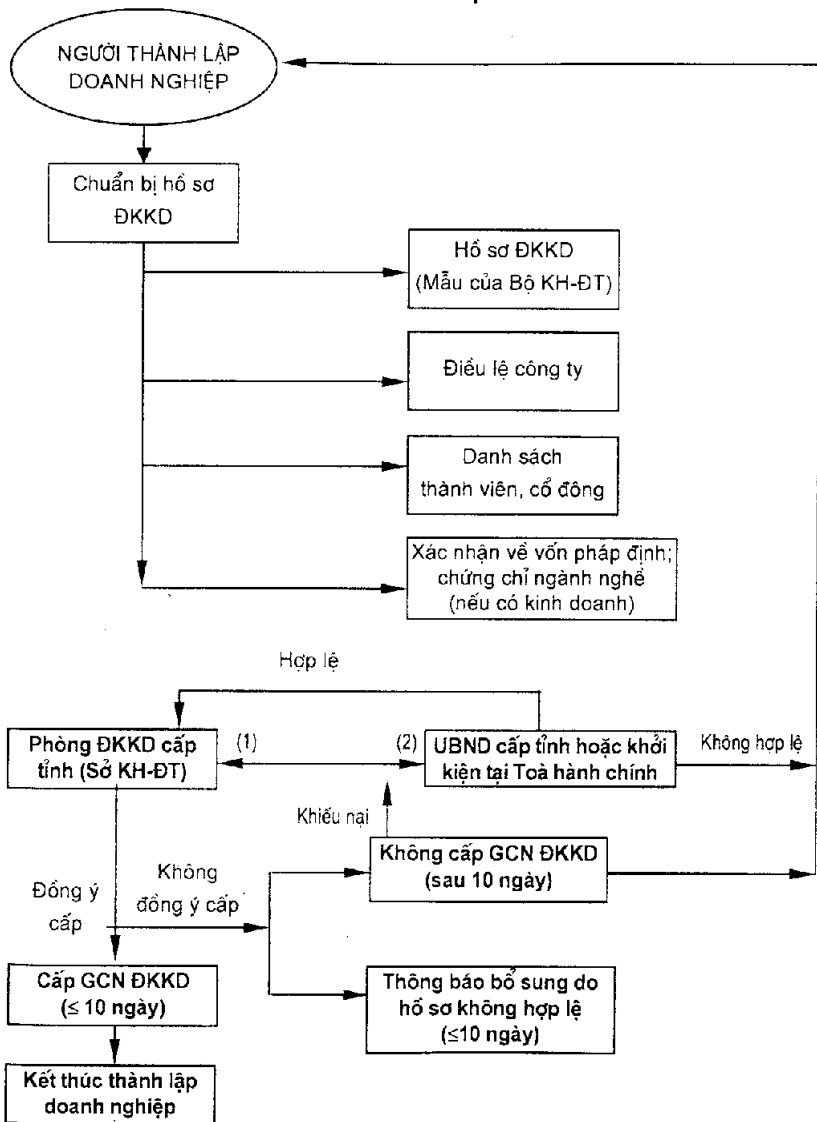 NGƯỜI THÀNH LẬP
DOANH NGHIỆP
Chuẩn bị hồ sơ
ĐKKD
Hồ sơ ĐKKD
(Mẫu của Bộ KH-ĐT)
Điều lệ công ty
Danh sách
thành viên, cổ đông
Xác nhận về vốn pháp định;
chứng chỉ ngành nghề
(nếu có kinh doanh)
Hợp lệ
Phòng ĐKKD cấp
tỉnh (Sở KH-ĐT)
(1)
(2)
UBND cấp tỉnh hoặc khởi
kiện tại Toà hành chính
Không hợp lệ
Khiếu nại
Không cấp GCN ĐKKD
(sau 10 ngày)
Đồng ý
cấp
Không
đồng ý cấp
Cấp GCN ĐKKD
(≤ 10 ngày)
Thông báo bổ sung do
hồ sơ không hợp lệ
(≤10 ngày)
Kết thúc thành lập
doanh nghiệp